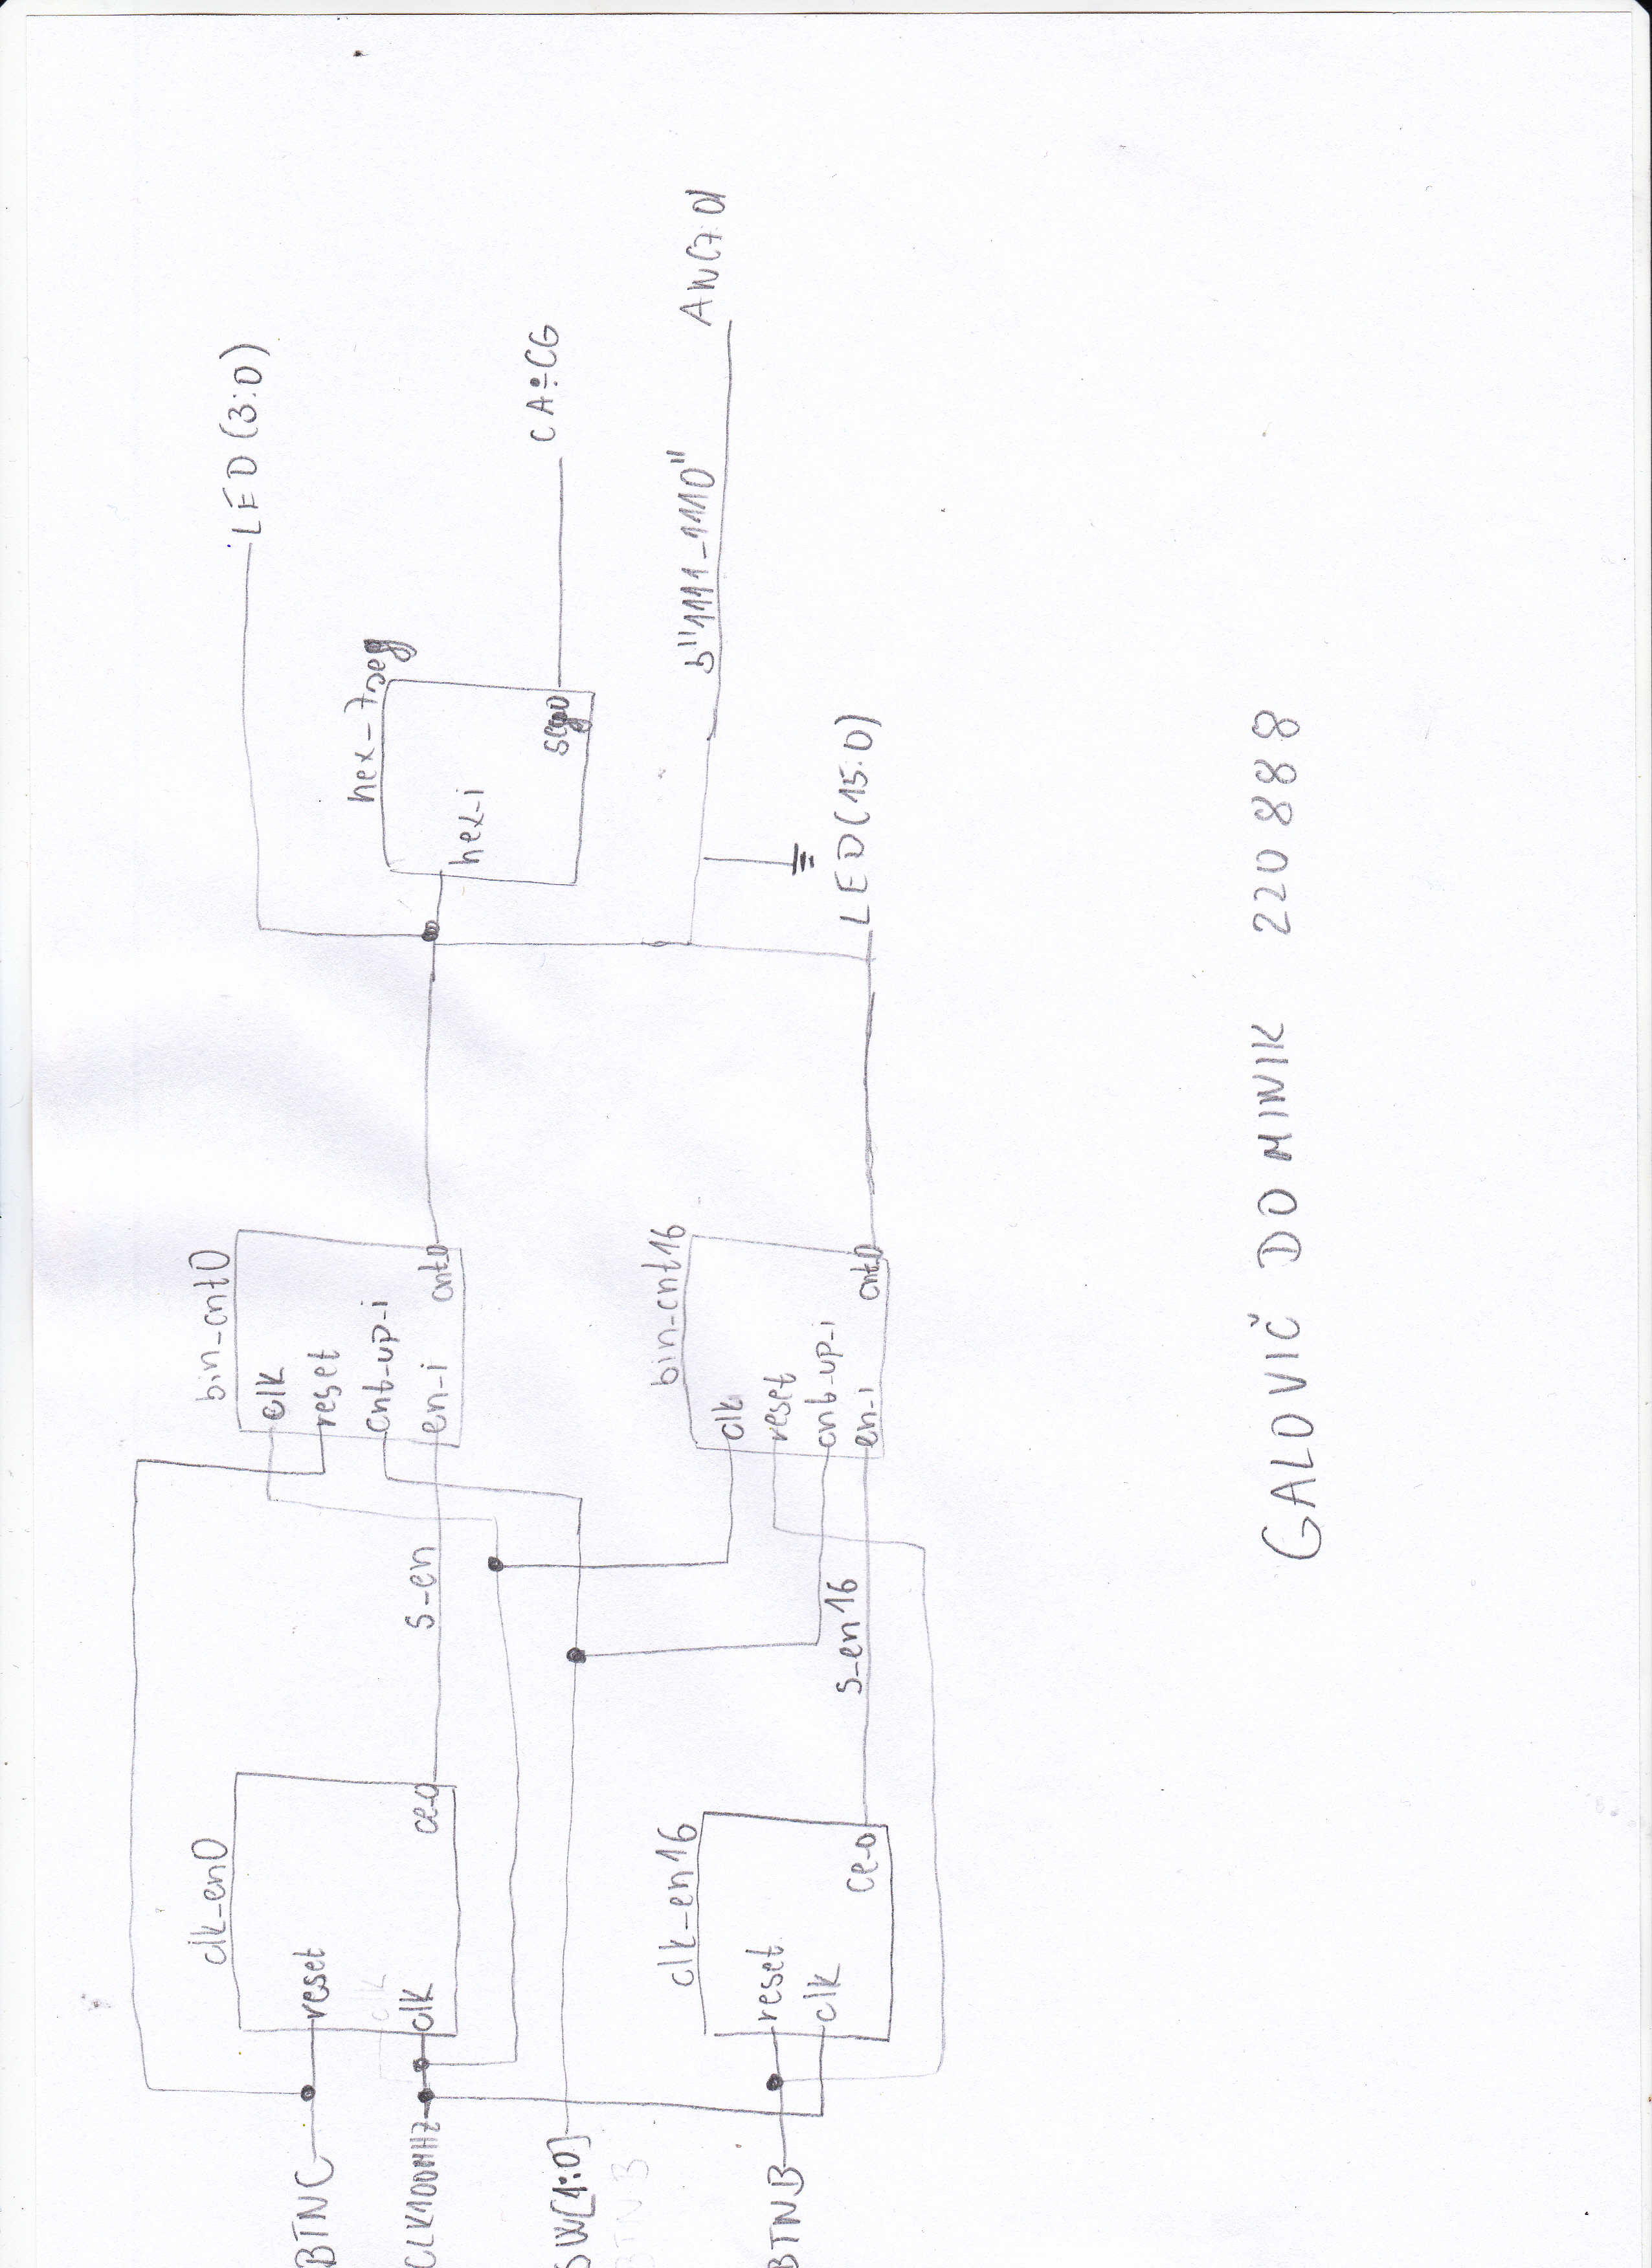 clk_en0
bin_cnt0
LED (3:0)
BTNC
reset
clk
reset
clk
cnt_up_i
hex_7seg
CLK100MHZ
clk
ce_o
s_en
en_i
cnt_o
hex_i
SW[1:0]
seg_o
CA÷CG
BTNB
clk_en16
bin_cnt16
b"1111_1110"
AN(7:0)
BTNB
reset
clk
reset
clk
cnt_up_i
ce_o
s_en16
en_i
cnt_o
LED(15:0)
GALOVIČ DOMINIK 220888